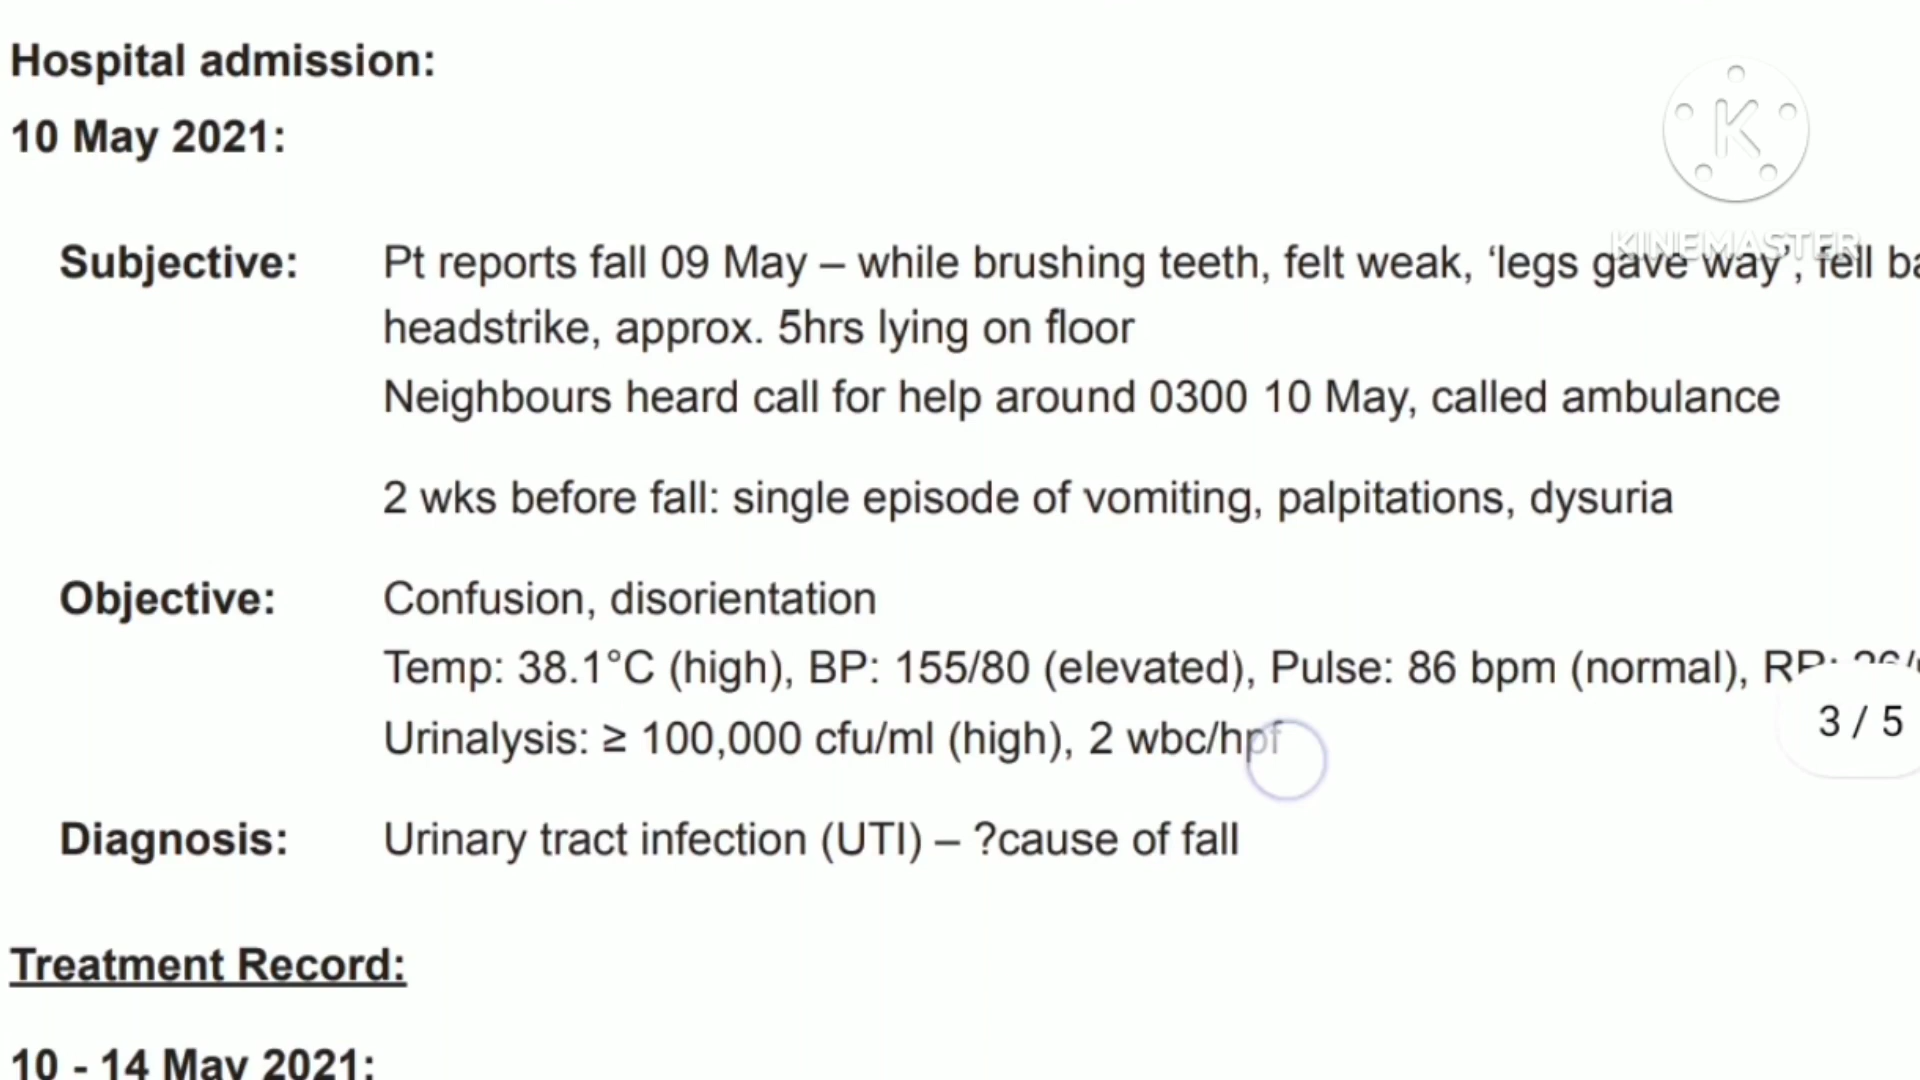 Hospital admission:
10 May 2021:
K
KINEMASTER
Subjective: Pt reports fall 09 May – while brushing teeth, felt weak, ‘legs gave way’, fell ba
headstrike, approx. 5hrs lying on floor
Neighbours heard call for help around 0300 10 May, called ambulance
2 wks before fall: single episode of vomiting, palpitations, dysuria
Objective: Confusion, disorientation
Temp: 38.1°C (high), BP: 155/80 (elevated), Pulse: 86 bpm (normal), RR:
3 / 5
Urinalysis: ≥ 100,000 cfu/ml (high), 2 wbc/hpf
Diagnosis: Urinary tract infection (UTI) – ?cause of fall
Treatment Record:
10 - 14 May 2021: